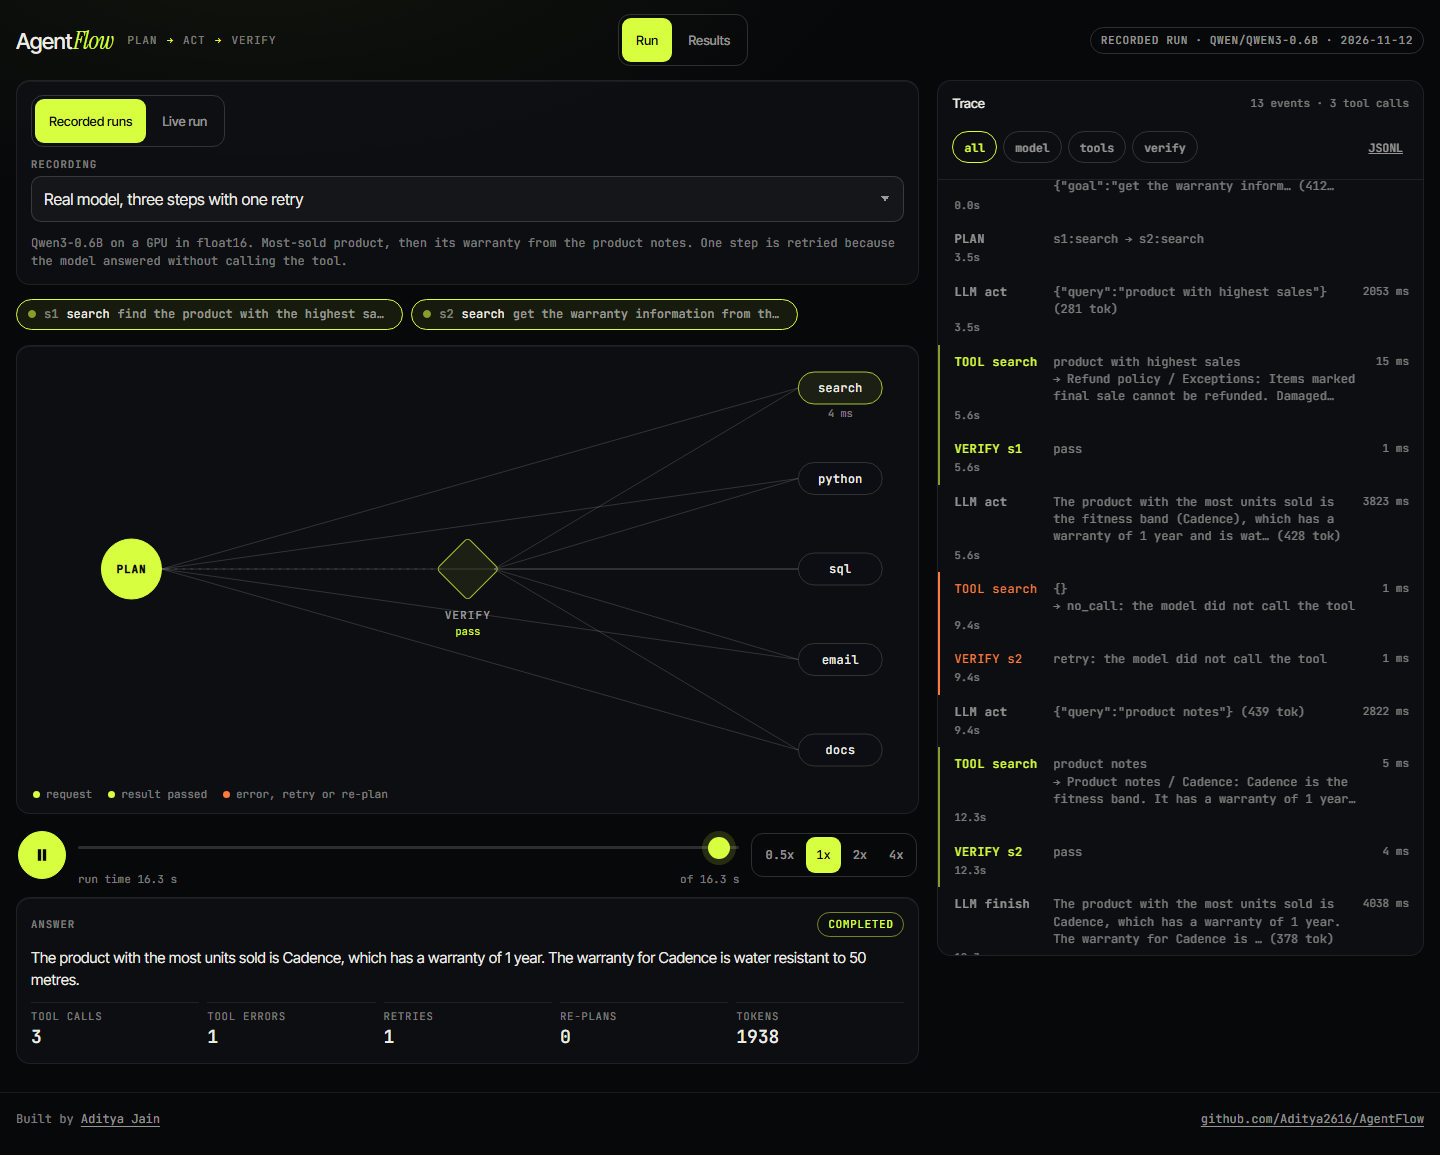 AgentFlow PLAN → ACT → VERIFY
Run Results
RECORDED RUN · QWEN/QWEN3-0.6B · 2026-11-12
Recorded runs Live run
RECORDING
Real model, three steps with one retry
Qwen3-0.6B on a GPU in float16. Most-sold product, then its warranty from the product notes. One step is retried because
the model answered without calling the tool.
s1 search find the product with the highest sa…
s2 search get the warranty information from th…
search
4 ms
python
PLAN
sql
VERIFY
pass
email
docs
request result passed error, retry or re-plan
0.5x 1x 2x 4x
run time 16.3 s of 16.3 s
ANSWER COMPLETED
The product with the most units sold is Cadence, which has a warranty of 1 year. The warranty for Cadence is water resistant to 50
metres.
TOOL CALLS TOOL ERRORS RETRIES RE-PLANS TOKENS
3 1 1 0 1938
Trace 13 events · 3 tool calls
all model tools verify JSONL
{"goal":"get the warranty inform… (412…
0.0s
PLAN s1:search → s2:search
3.5s
LLM act {"query":"product with highest sales"} 2053 ms
(281 tok)
3.5s
TOOL search product with highest sales 15 ms
→ Refund policy / Exceptions: Items marked
final sale cannot be refunded. Damaged…
5.6s
VERIFY s1 pass 1 ms
5.6s
LLM act The product with the most units sold is 3823 ms
the fitness band (Cadence), which has a
warranty of 1 year and is wat… (428 tok)
5.6s
TOOL search {} 1 ms
→ no_call: the model did not call the tool
9.4s
VERIFY s2 retry: the model did not call the tool 1 ms
9.4s
LLM act {"query":"product notes"} (439 tok) 2822 ms
9.4s
TOOL search product notes 5 ms
→ Product notes / Cadence: Cadence is the
fitness band. It has a warranty of 1 year…
12.3s
VERIFY s2 pass 4 ms
12.3s
LLM finish The product with the most units sold is 4038 ms
Cadence, which has a warranty of 1 year.
The warranty for Cadence is … (378 tok)
Built by Aditya Jain
github.com/Aditya2616/AgentFlow